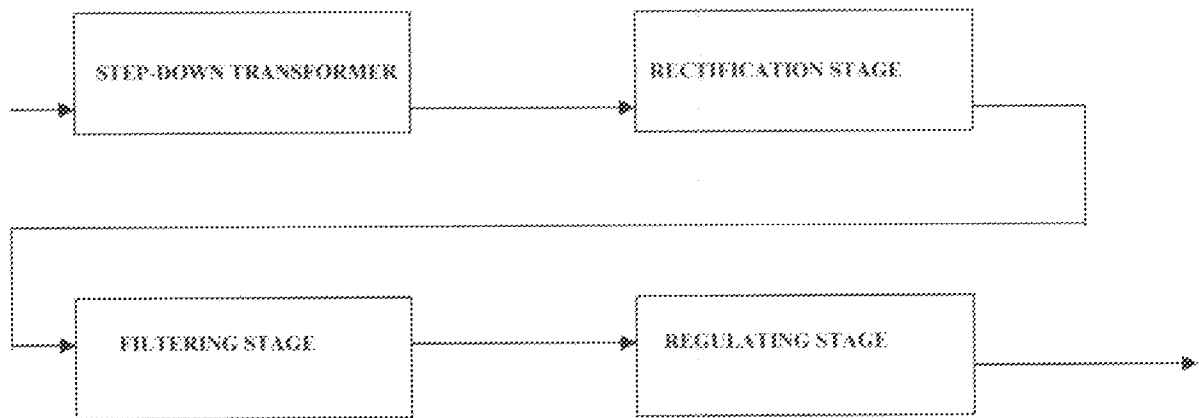 STEP-DOWN TRANSFORMER
RECTIFICATION STAGE
FILTERING STAGE
REGULATING STAGE